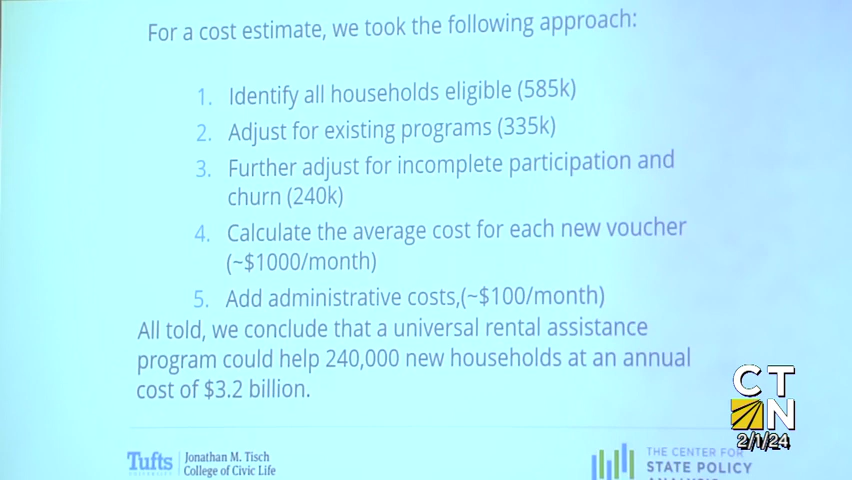 For a cost estimate, we took the following approach:
1. Identify all households eligible (585k)
2. Adjust for existing programs (335k)
3. Further adjust for incomplete participation and
churn (240k)
4. Calculate the average cost for each new voucher
(~$1000/month)
5. Add administrative costs,(~$100/month)
All told, we conclude that a universal rental assistance
program could help 240,000 new households at an annual
cost of $3.2 billion.
CT
N
2/1/24
Tufts
UNIVERSITY
Jonathan M. Tisch
College of Civic Life
THE CENTER FOR
STATE POLICY
ANALYSIS